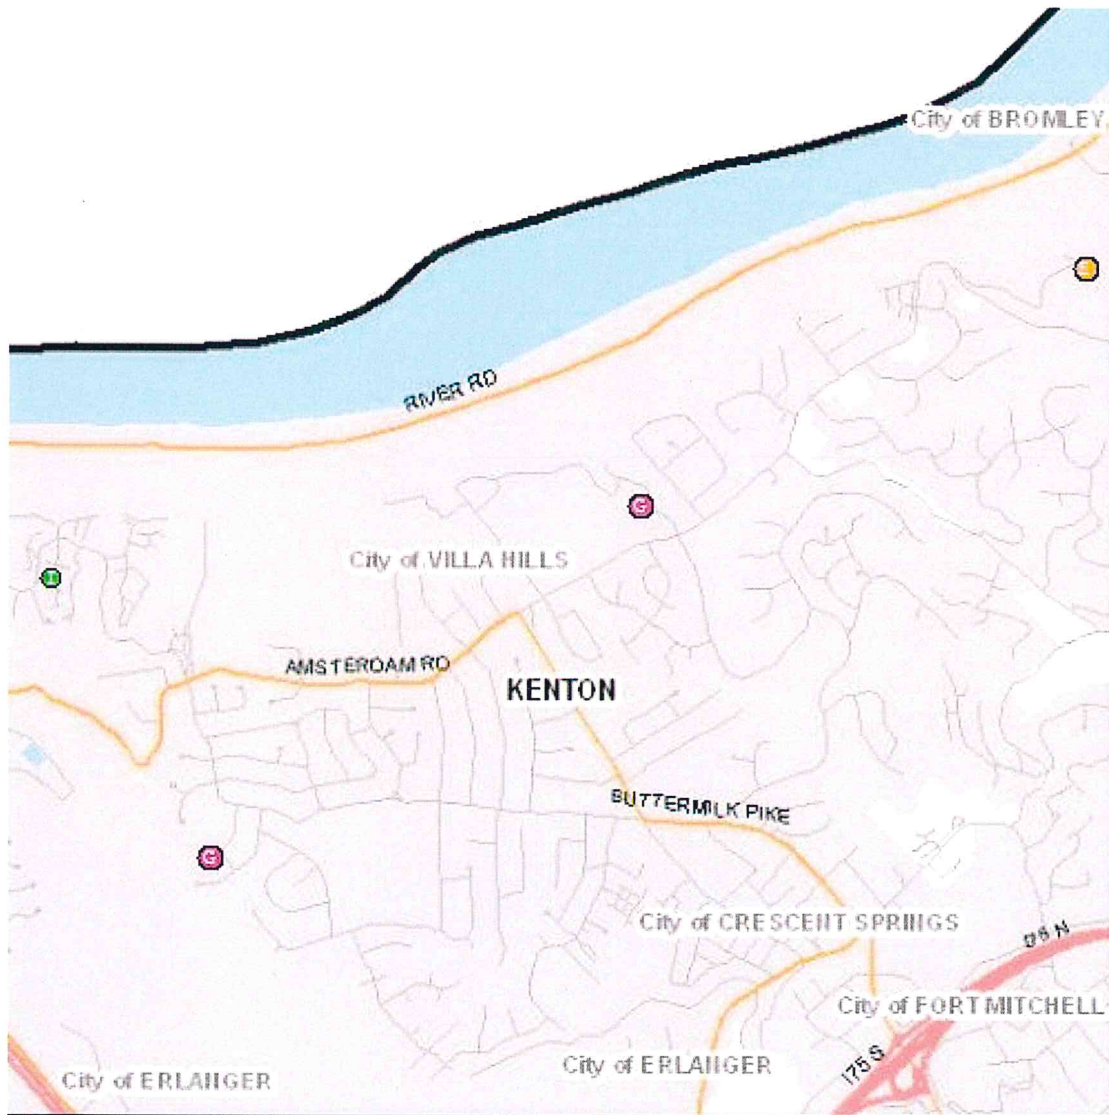 City of BROMLEY
RIVER RD
G
City of VILLA HILLS
I
AMSTERDAM RD
KENTON
BUTTERMILK PIKE
G
City of CRESCENT SPRINGS
City of FORT MITCHELL
I75 S
City of ERLANGER
City of ERLANGER